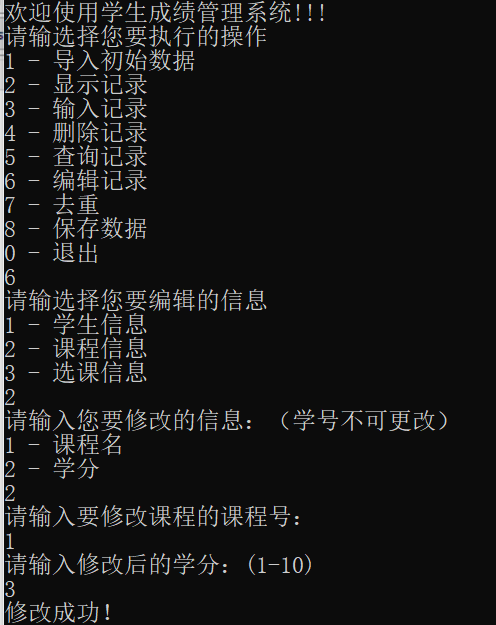 欢迎使用学生成绩管理系统!!!
请输选择您要执行的操作
1 - 导入初始数据
2 - 显示记录
3 - 输入记录
4 - 删除记录
5 - 查询记录
6 - 编辑记录
7 - 去重
8 - 保存数据
0 - 退出
6
请输选择您要编辑的信息
1 - 学生信息
2 - 课程信息
3 - 选课信息
2
请输入您要修改的信息：（学号不可更改）
1 - 课程名
2 - 学分
2
请输入要修改课程的课程号：
1
请输入修改后的学分：(1-10)
3
修改成功！